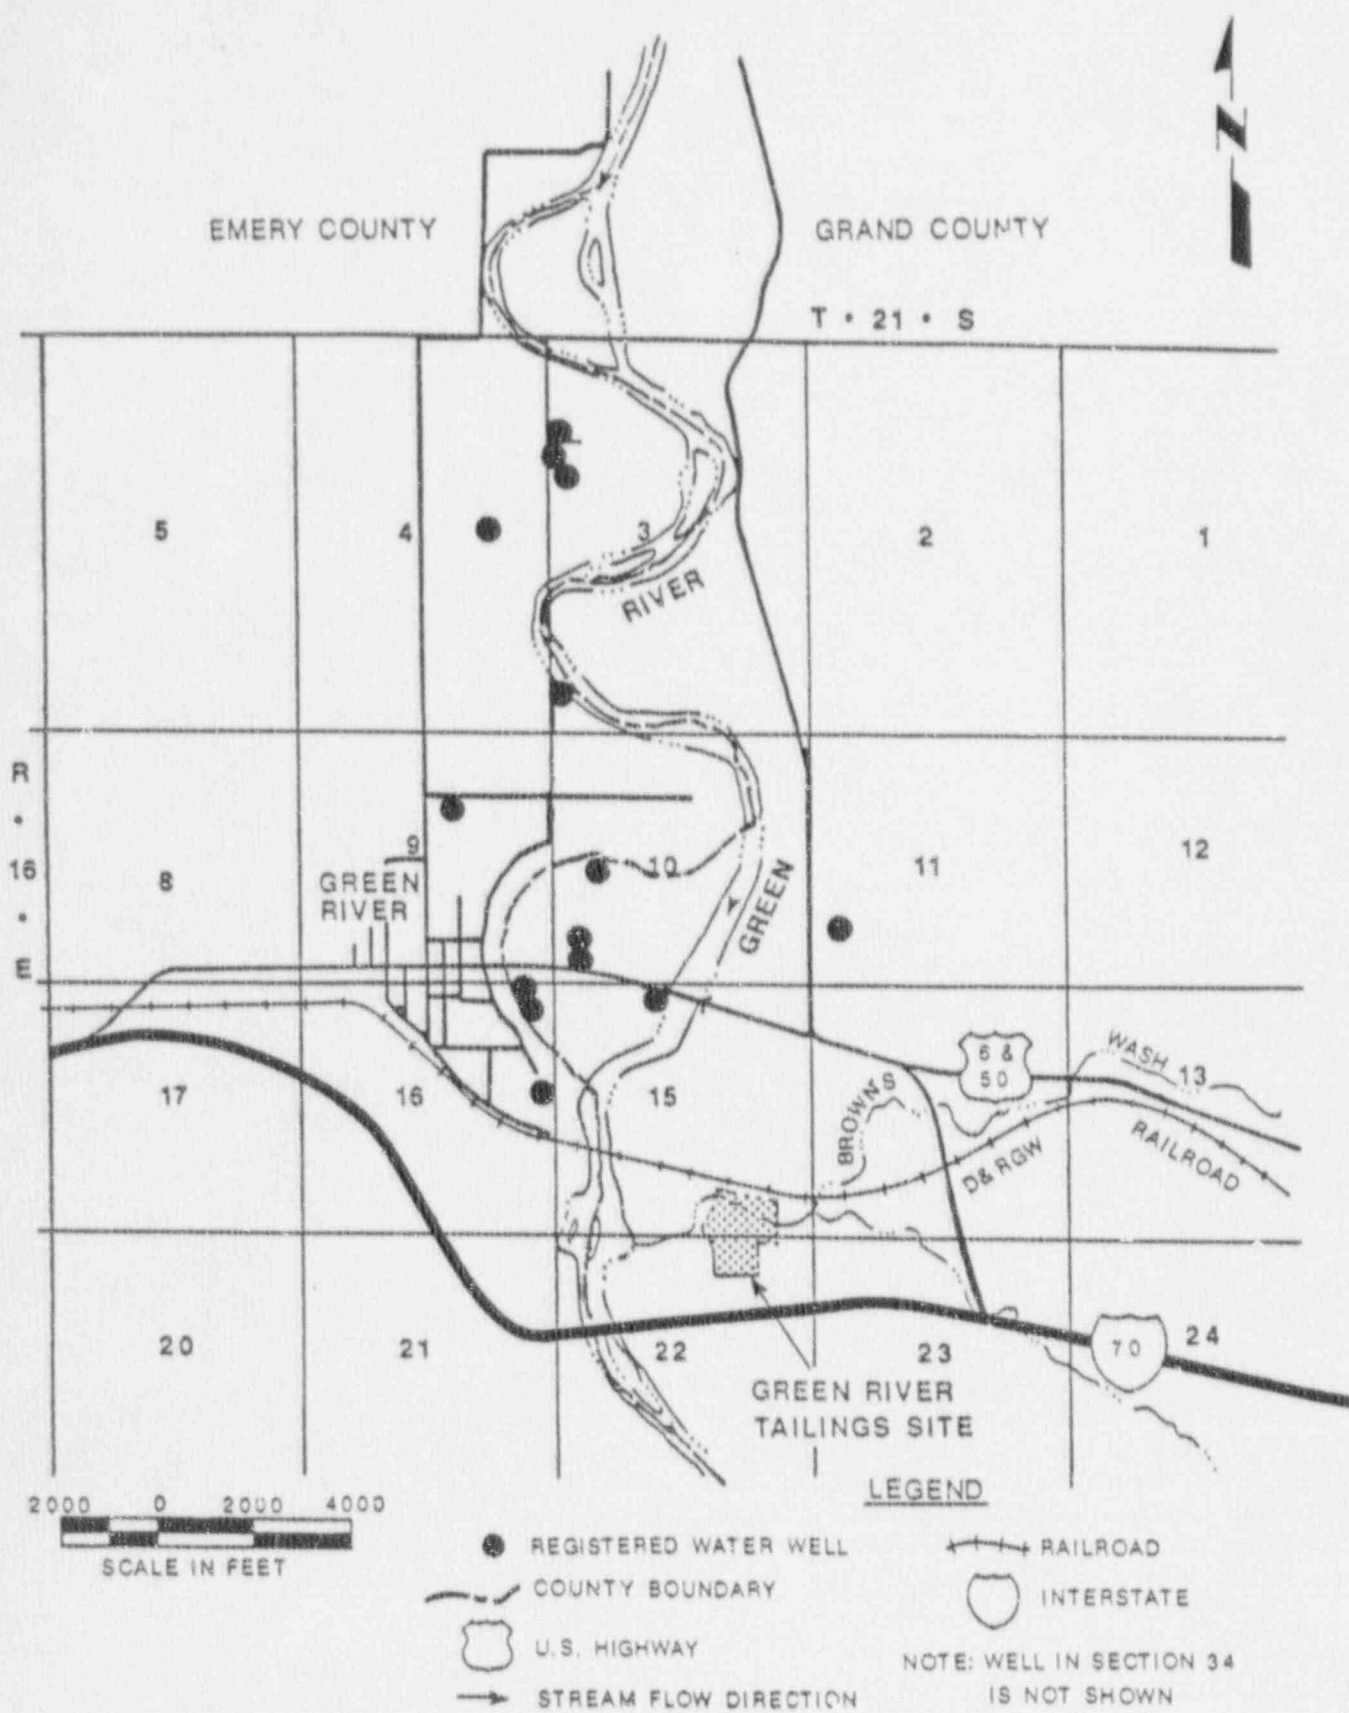 N
EMERY COUNTY
GRAND COUNTY
T • 21 • S
5
4
3
2
1
RIVER
R
•
16
•
E
8
9
10
11
12
GREEN
RIVER
GREEN
6 &
50
WASH
13
17
16
15
BROWN'S
D&RGW
RAILROAD
20
21
22
23
24
70
GREEN RIVER
TAILINGS SITE
LEGEND
2000 0 2000 4000
SCALE IN FEET
REGISTERED WATER WELL
RAILROAD
COUNTY BOUNDARY
INTERSTATE
U.S. HIGHWAY
NOTE: WELL IN SECTION 34
IS NOT SHOWN
STREAM FLOW DIRECTION